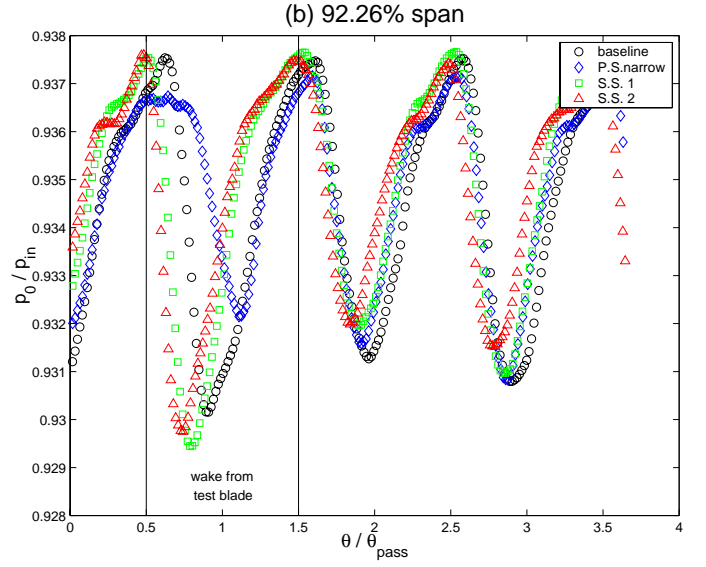 (b) 92.26% span
p0 / pin
0.938
0.937
0.936
0.935
0.934
0.933
0.932
0.931
0.93
0.929
0.928
baseline
P.S.narrow
S.S. 1
S.S. 2
wake from
test blade
0 0.5 1 1.5 2 2.5 3 3.5 4
θ / θpass